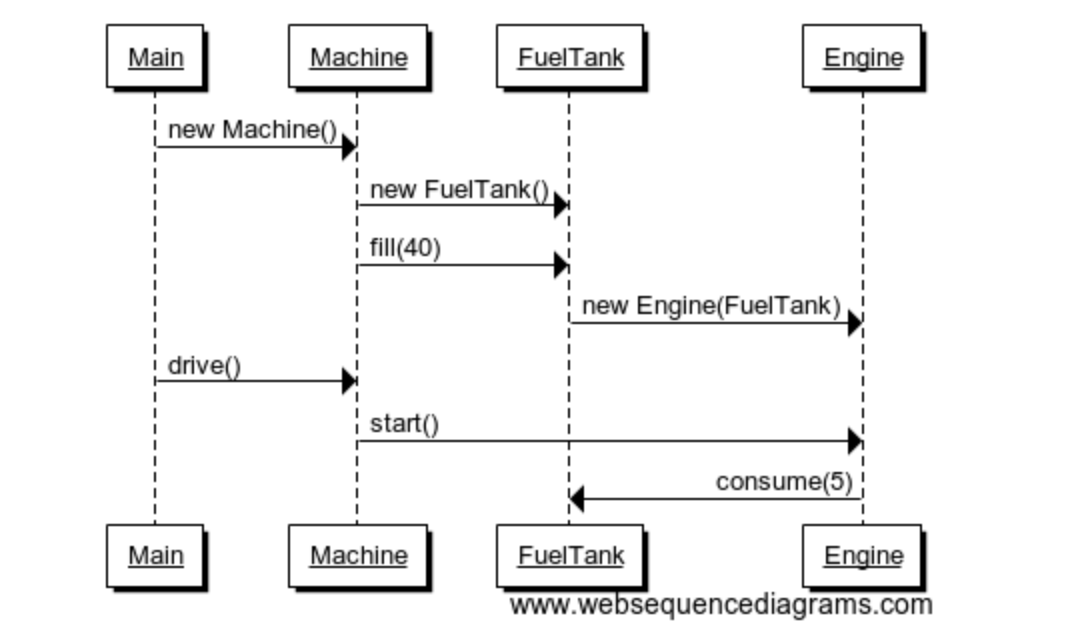 Main Machine FuelTank Engine
new Machine()
new FuelTank()
fill(40)
new Engine(FuelTank)
drive()
start()
consume(5)
Main Machine FuelTank Engine
www.websequencediagrams.com